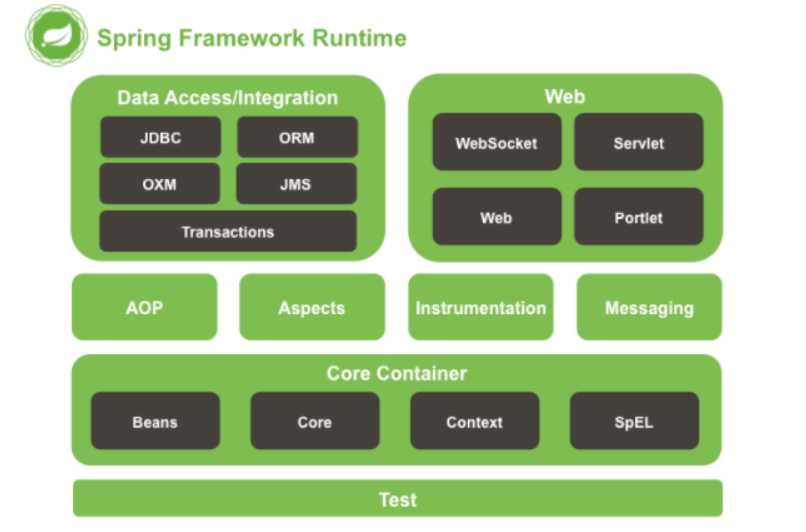 Spring Framework Runtime
Data Access/Integration
JDBC
ORM
OXM
JMS
Transactions
Web
WebSocket
Servlet
Web
Portlet
AOP
Aspects
Instrumentation
Messaging
Core Container
Beans
Core
Context
SpEL
Test